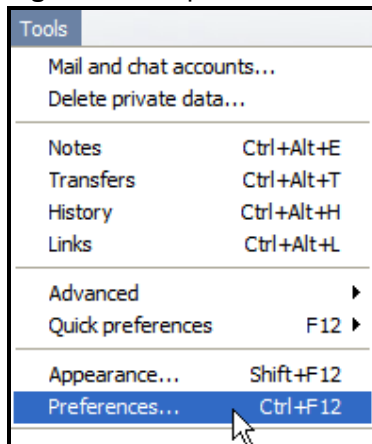 Tools
Mail and chat accounts...
Delete private data...
Notes Ctrl+Alt+E
Transfers Ctrl+Alt+T
History Ctrl+Alt+H
Links Ctrl+Alt+L
Advanced
Quick preferences F12
Appearance... Shift+F12
Preferences... Ctrl+F12